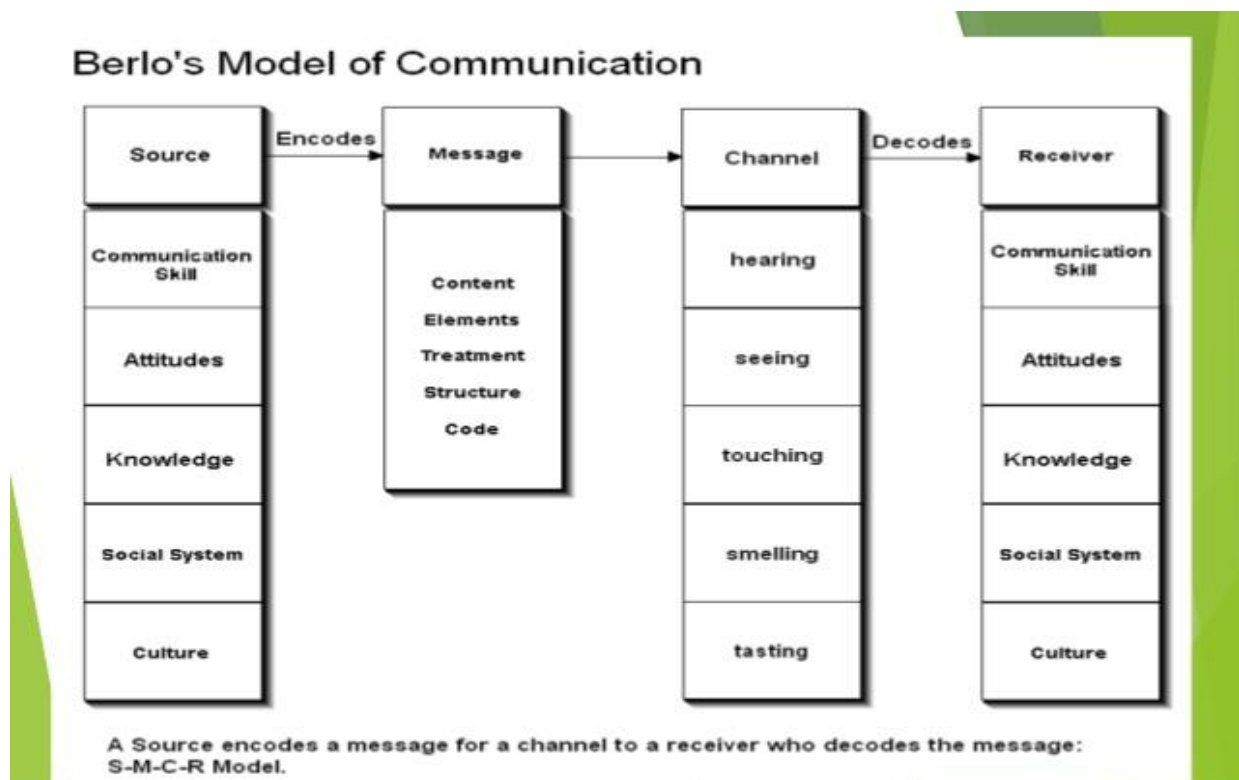 Berlo's Model of Communication
Source
Encodes
Message
Channel
Decodes
Receiver
Communication
Skill
Attitudes
Knowledge
Social System
Culture
Content
Elements
Treatment
Structure
Code
hearing
seeing
touching
smelling
tasting
Communication
Skill
Attitudes
Knowledge
Social System
Culture
A Source encodes a message for a channel to a receiver who decodes the message:
S-M-C-R Model.